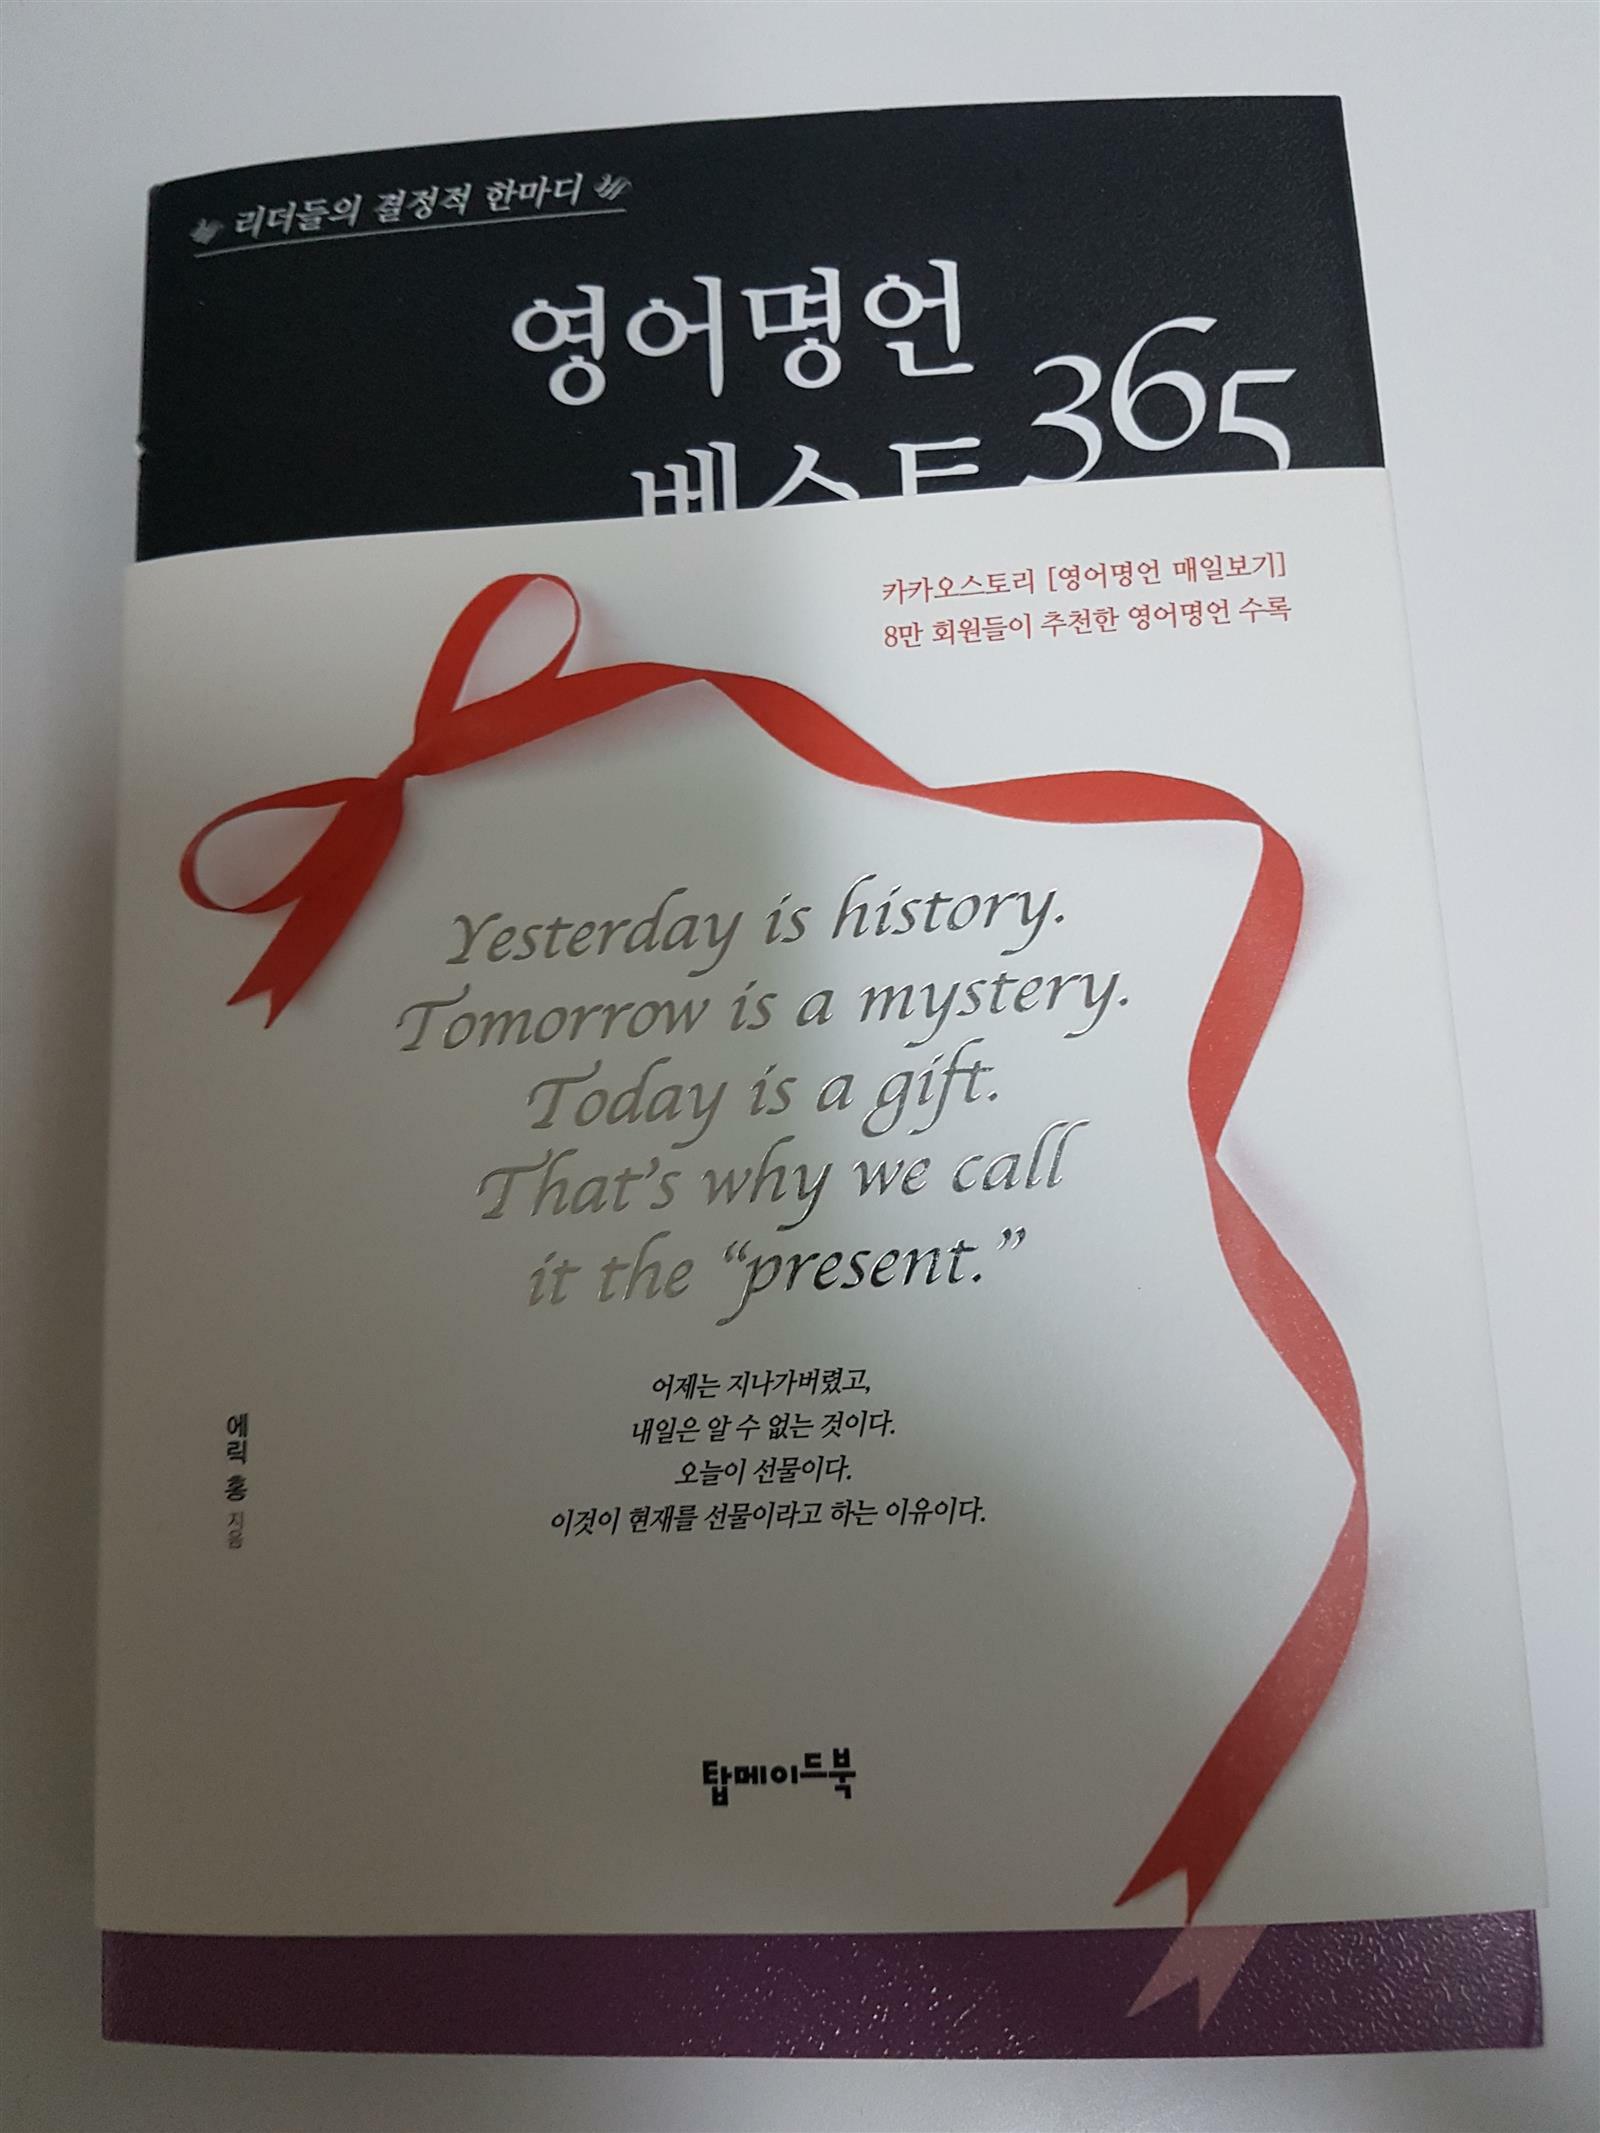 리더들의 결정적 한마디
영어명언
베스트 365
카카오스토리 [영어명언 매일보기]
8만 회원들이 추천한 영어명언 수록
Yesterday is history.
Tomorrow is a mystery.
Today is a gift.
That's why we call
it the “present.”
어제는 지나가버렸고,
내일은 알 수 없는 것이다.
오늘이 선물이다.
이것이 현재를 선물이라고 하는 이유이다.
에릭 홍 지음
탑메이드북